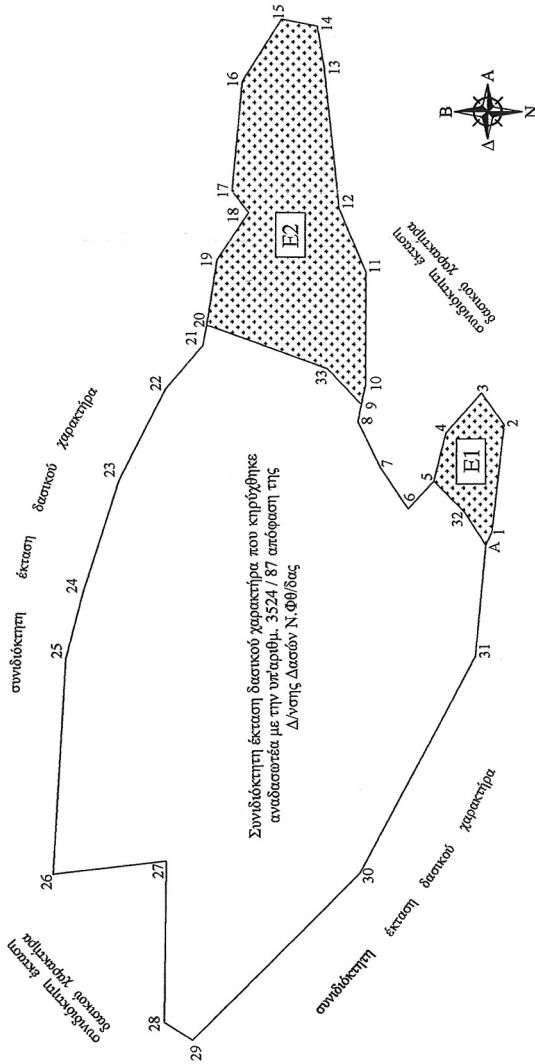 συνιδιόκτητη έκταση δασικού χαρακτήρα
συνιδιόκτητη έκταση
δασικού χαρακτήρα
Συνιδιόκτητη έκταση δασικού χαρακτήρα που κηρύχθηκε
αναδασωτέα με την υπ'αριθμ. 3524 / 87 απόφαση της
Δ/νσης Δασών Ν.Φθ/δας
συνιδιόκτητη έκταση
δασικού χαρακτήρα
συνιδιόκτητη έκταση δασικού χαρακτήρα
E1
E2
A
1
2
3
4
5
6
7
8
9
10
11
12
13
14
15
16
17
18
19
20
21
22
23
24
25
26
27
28
29
30
31
32
33
Β
Α
Ν
Δ